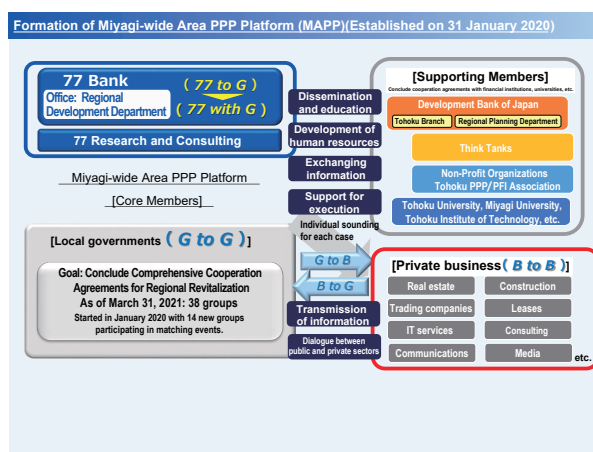 Formation of Miyagi-wide Area PPP Platform (MAPP)(Established on 31 January 2020)
77 Bank
Office: Regional
Development Department
( 77 to G )
( 77 with G )
77 Research and Consulting
Miyagi-wide Area PPP Platform
[Core Members]
Dissemination
and education
Development of
human resources
Exchanging
information
Support for
execution
[Supporting Members]
Conclude cooperation agreements with financial institutions, universities, etc.
Development Bank of Japan
Tohoku Branch
Regional Planning Department
Think Tanks
Non-Profit Organizations
Tohoku PPP/PFI Association
Tohoku University, Miyagi University,
Tohoku Institute of Technology, etc.
[Local governments ( G to G )]
Goal: Conclude Comprehensive Cooperation
Agreements for Regional Revitalization
As of March 31, 2021: 38 groups
Started in January 2020 with 14 new groups
participating in matching events.
Individual sounding
for each case
G to B
B to G
Transmission
of information
Dialogue between
public and private sectors
[Private business( B to B )]
Real estate
Construction
Trading companies
Leases
IT services
Consulting
Communications
Media
etc.